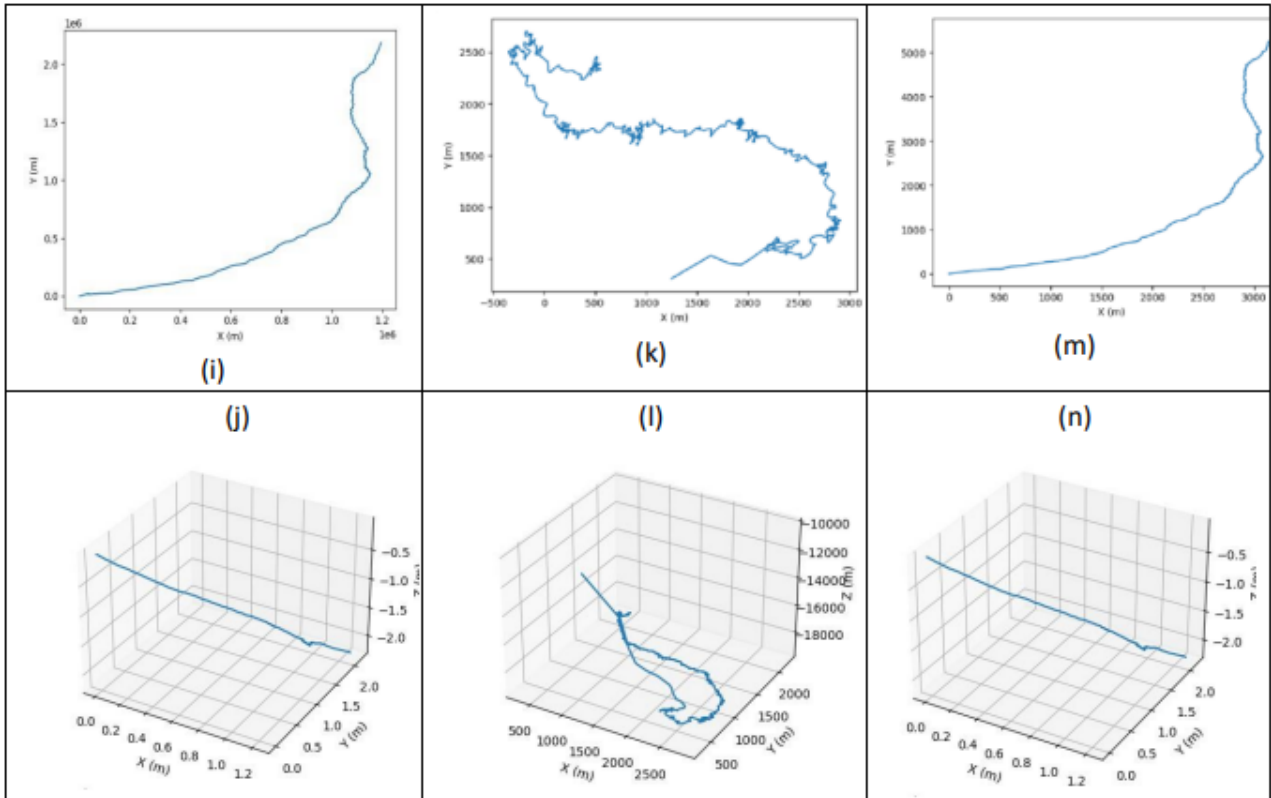 1e6
2.0
1.5
1.0
0.5
0.0
Y (m)
0.0 0.2 0.4 0.6 0.8 1.0 1.2
X (m)
1e6
(i)
2500
2000
1500
1000
500
Y (m)
-500 0 500 1000 1500 2000 2500 3000
X (m)
(k)
5000
4000
3000
2000
1000
0
Y (m)
0 500 1000 1500 2000 2500 3000
X (m)
(m)
(j)
−0.5
−1.0
−1.5
−2.0
0.0 0.2 0.4 0.6 0.8 1.0 1.2
X (m)
0.0 0.5 1.0 1.5 2.0
Y (m)
(l)
−10000
−12000
−14000
−16000
−18000
Z (m)
500 1000 1500 2000 2500
X (m)
500 1000 1500 2000
Y (m)
(n)
−0.5
−1.0
−1.5
−2.0
0.0 0.2 0.4 0.6 0.8 1.0 1.2
X (m)
0.0 0.5 1.0 1.5 2.0
Y (m)